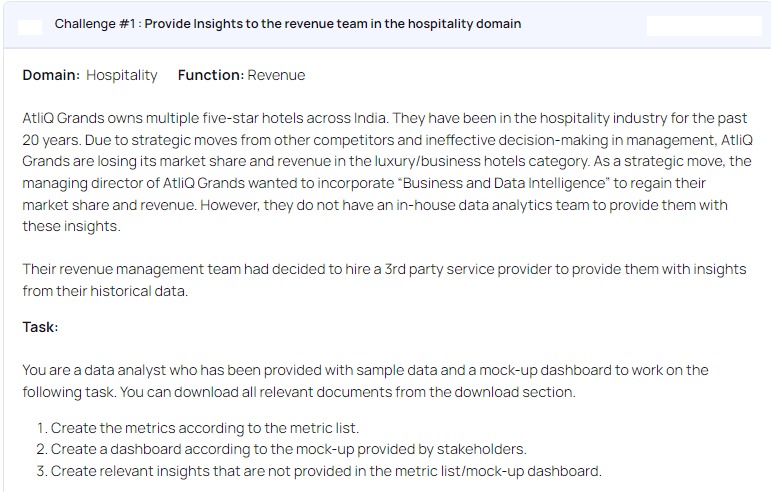 Challenge #1 : Provide Insights to the revenue team in the hospitality domain
Domain: Hospitality Function: Revenue
AtliQ Grands owns multiple five-star hotels across India. They have been in the hospitality industry for the past
20 years. Due to strategic moves from other competitors and ineffective decision-making in management, AtliQ
Grands are losing its market share and revenue in the luxury/business hotels category. As a strategic move, the
managing director of AtliQ Grands wanted to incorporate “Business and Data Intelligence” to regain their
market share and revenue. However, they do not have an in-house data analytics team to provide them with
these insights.
Their revenue management team had decided to hire a 3rd party service provider to provide them with insights
from their historical data.
Task:
You are a data analyst who has been provided with sample data and a mock-up dashboard to work on the
following task. You can download all relevant documents from the download section.
1. Create the metrics according to the metric list.
2. Create a dashboard according to the mock-up provided by stakeholders.
3. Create relevant insights that are not provided in the metric list/mock-up dashboard.